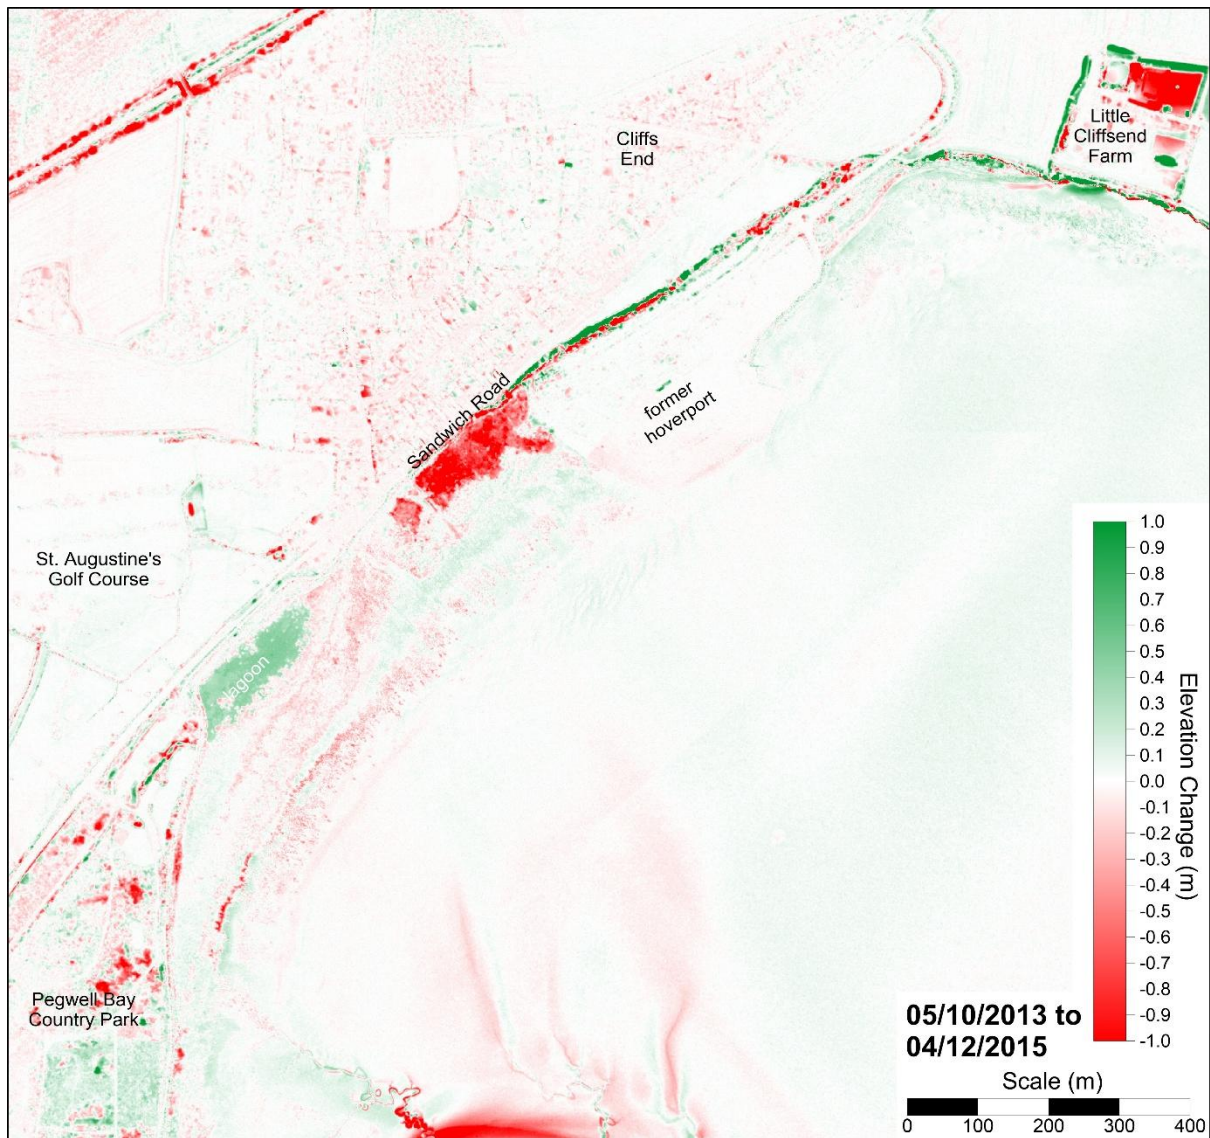 Cliffs
End
Little
Cliffsend
Farm
Sandwich Road
former
hoverport
St. Augustine's
Golf Course
lagoon
Pegwell Bay
Country Park
1.0
0.9
0.8
0.7
0.6
0.5
0.4
0.3
0.2
0.1
0.0
-0.1
-0.2
-0.3
-0.4
-0.5
-0.6
-0.7
-0.8
-0.9
-1.0
Elevation Change (m)
05/10/2013 to
04/12/2015
Scale (m)
0 100 200 300 400